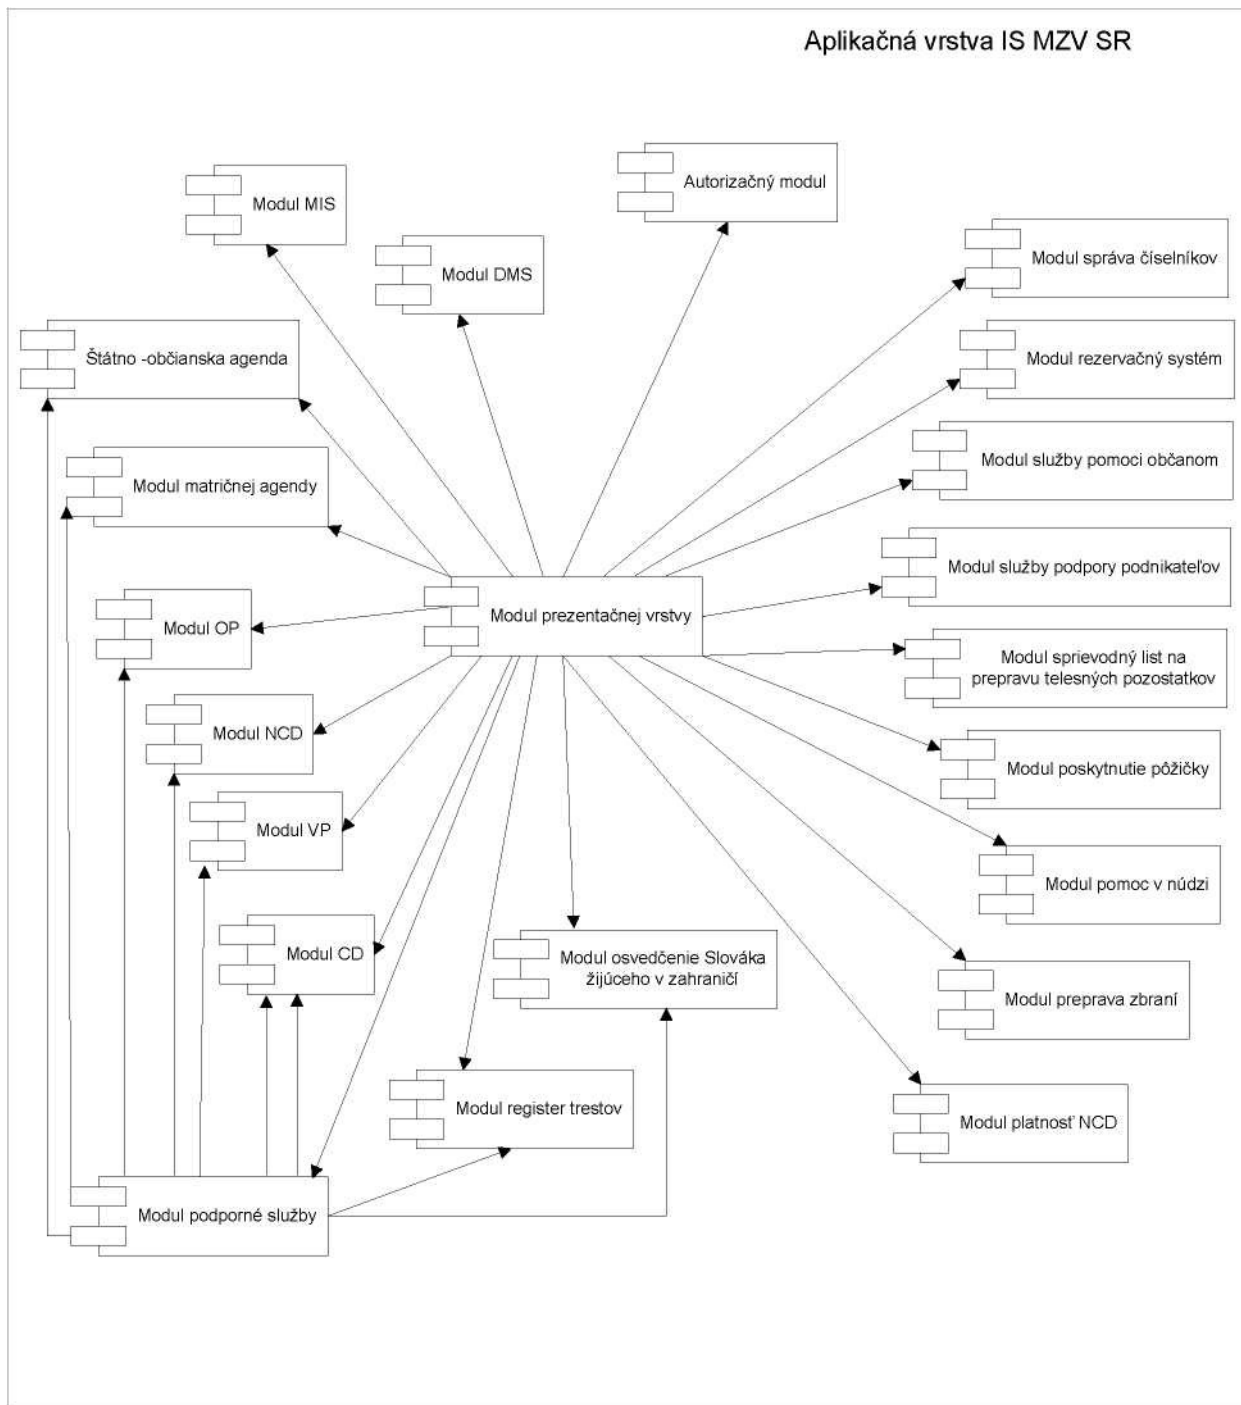 Aplikačná vrstva IS MZV SR
Autorizačný modul
Modul MIS
Modul DMS
Modul správa číselníkov
Štátno -občianska agenda
Modul rezervačný systém
Modul matričnej agendy
Modul služby pomoci občanom
Modul služby podpory podnikateľov
Modul prezentačnej vrstvy
Modul OP
Modul sprievodný list na
prepravu telesných pozostatkov
Modul NCD
Modul poskytnutie pôžičky
Modul VP
Modul pomoc v núdzi
Modul CD
Modul osvedčenie Slováka
žijúceho v zahraničí
Modul preprava zbraní
Modul register trestov
Modul platnosť NCD
Modul podporné služby